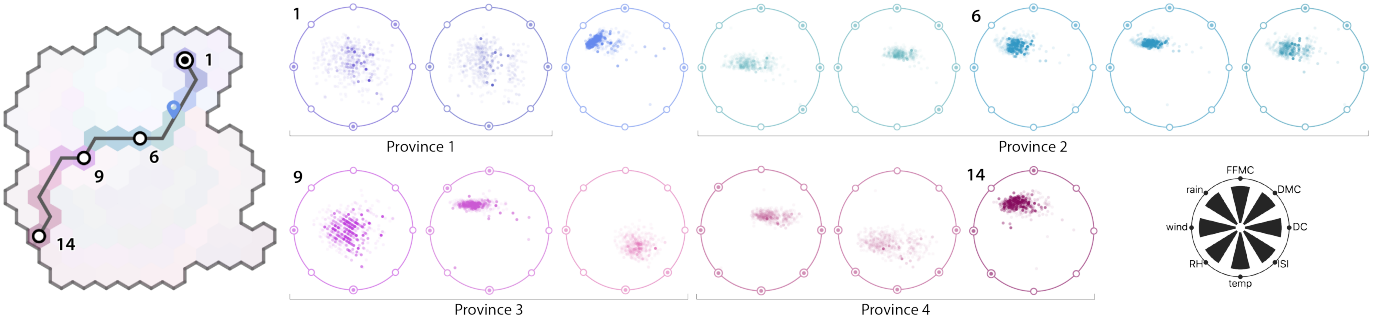 1
6
9
14
1
6
Province 1
Province 2
9
14
Province 3
Province 4
FFMC
rain
DMC
wind
DC
RH
ISI
temp